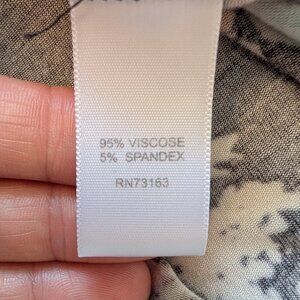 95% VISCOSE
5% SPANDEX
RN73163